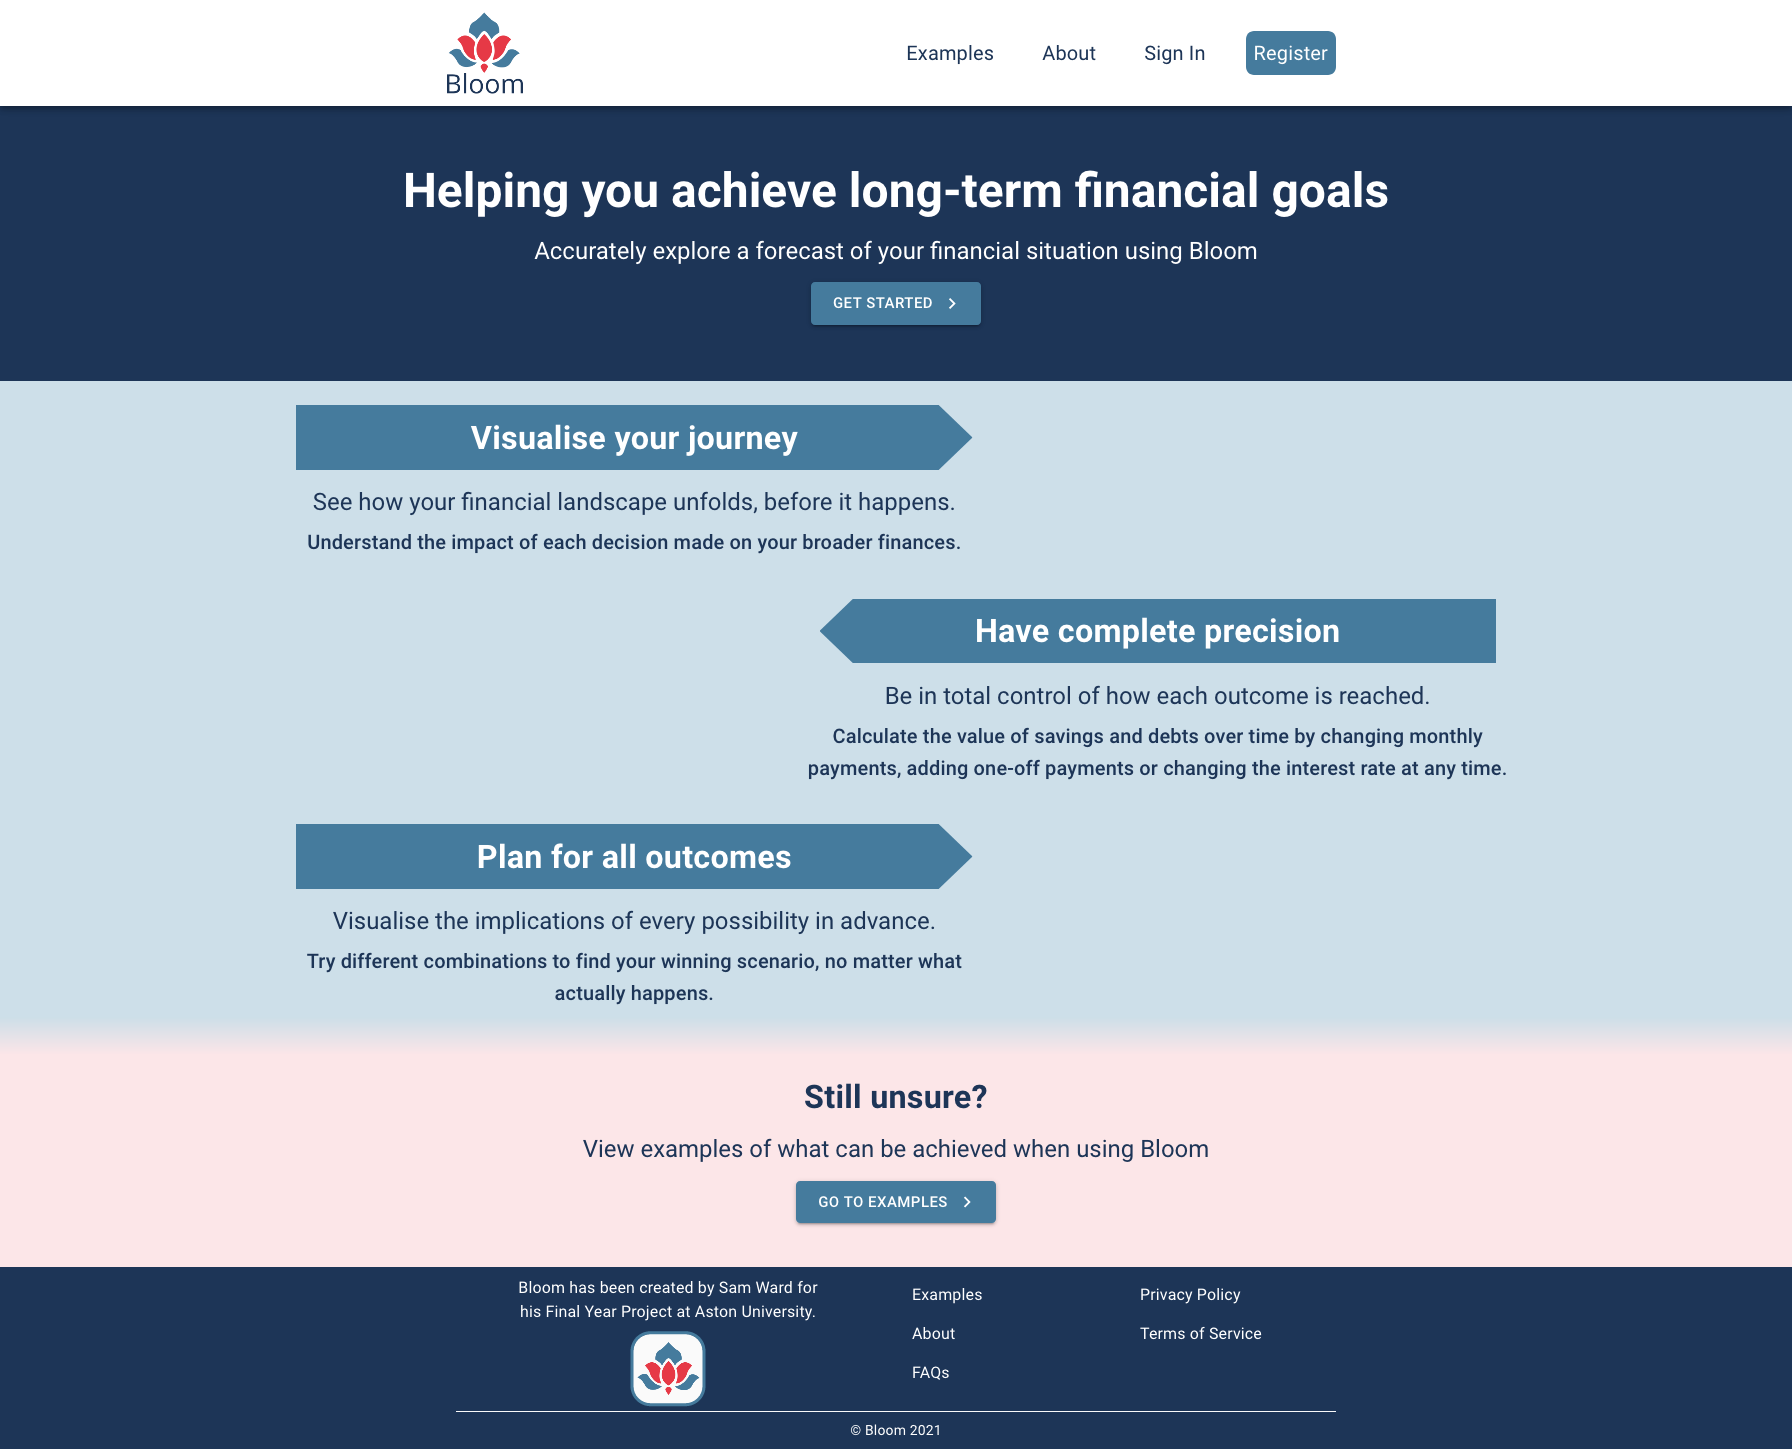 Bloom
Examples
About
Sign In
Register
Helping you achieve long-term financial goals
Accurately explore a forecast of your financial situation using Bloom
GET STARTED
Visualise your journey
See how your financial landscape unfolds, before it happens.
Understand the impact of each decision made on your broader finances.
Have complete precision
Be in total control of how each outcome is reached.
Calculate the value of savings and debts over time by changing monthly
payments, adding one-off payments or changing the interest rate at any time.
Plan for all outcomes
Visualise the implications of every possibility in advance.
Try different combinations to find your winning scenario, no matter what
actually happens.
Still unsure?
View examples of what can be achieved when using Bloom
GO TO EXAMPLES
Bloom has been created by Sam Ward for
his Final Year Project at Aston University.
Examples
About
FAQs
Privacy Policy
Terms of Service
© Bloom 2021